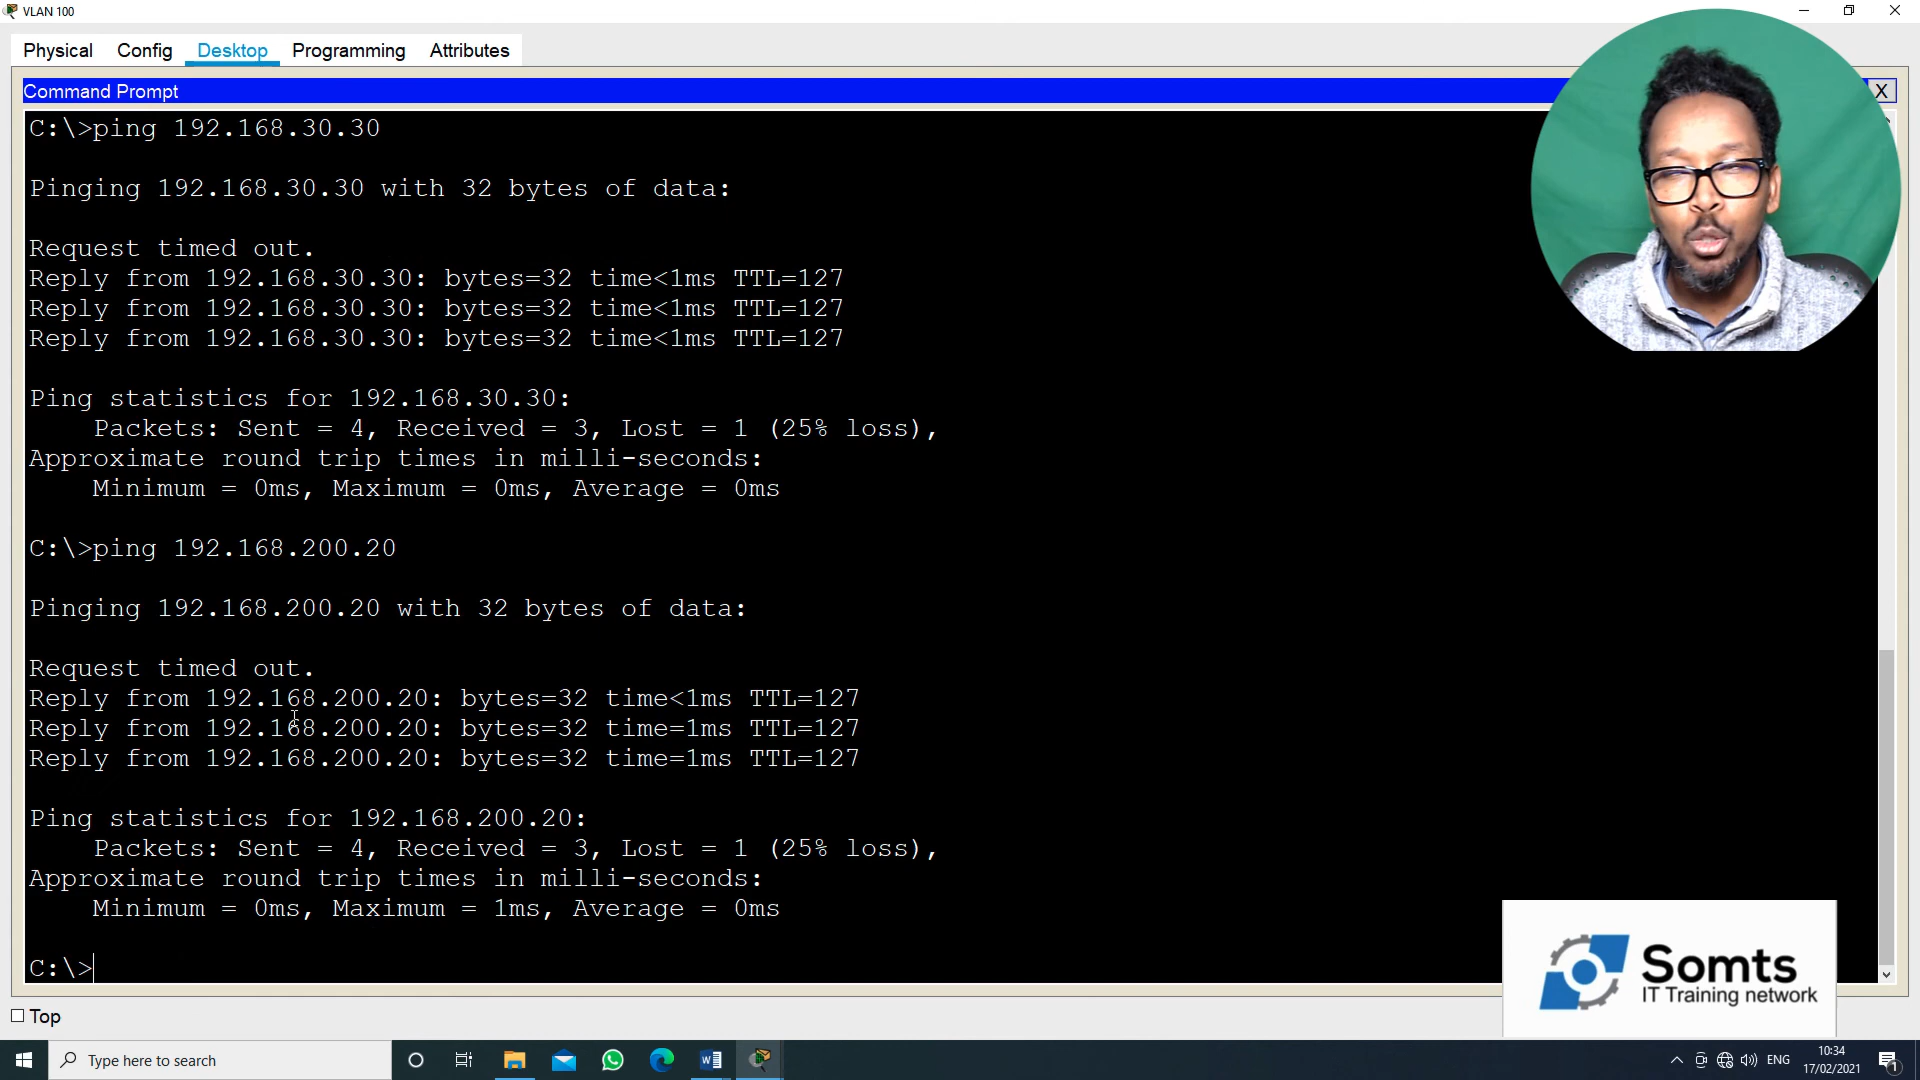 VLAN 100
Physical Config Desktop Programming Attributes
Command Prompt
X
C:\>ping 192.168.30.30
Pinging 192.168.30.30 with 32 bytes of data:
Request timed out.
Reply from 192.168.30.30: bytes=32 time<1ms TTL=127
Reply from 192.168.30.30: bytes=32 time<1ms TTL=127
Reply from 192.168.30.30: bytes=32 time<1ms TTL=127
Ping statistics for 192.168.30.30:
Packets: Sent = 4, Received = 3, Lost = 1 (25% loss),
Approximate round trip times in milli-seconds:
Minimum = 0ms, Maximum = 0ms, Average = 0ms
C:\>ping 192.168.200.20
Pinging 192.168.200.20 with 32 bytes of data:
Request timed out.
Reply from 192.168.200.20: bytes=32 time<1ms TTL=127
Reply from 192.168.200.20: bytes=32 time=1ms TTL=127
Reply from 192.168.200.20: bytes=32 time=1ms TTL=127
Ping statistics for 192.168.200.20:
Packets: Sent = 4, Received = 3, Lost = 1 (25% loss),
Approximate round trip times in milli-seconds:
Minimum = 0ms, Maximum = 1ms, Average = 0ms
C:\>
Somts
IT Training network
Top
Type here to search
ENG
10:34
17/02/2021
1